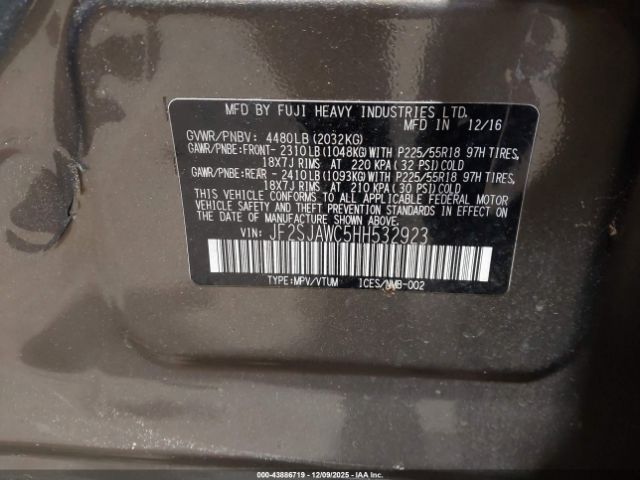 MFD BY FUJI HEAVY INDUSTRIES LTD.
MFD IN 12/16
GVWR/PNBV: 4480LB(2032KG)
GAWR/PNBE:FRONT-2310LB(1048KG)WITH P225/55R18 97H TIRES,
18X7J RIMS AT 220 KPA(32 PSI)COLD
GAWR/PNBE:REAR -2410LB(1093KG)WITH P225/55R18 97H TIRES,
18X7J RIMS AT 210 KPA(30 PSI)COLD
THIS VEHICLE CONFORMS TO ALL APPLICABLE FEDERAL MOTOR
VEHICLE SAFETY AND THEFT PREVENTION STANDARDS IN
EFFECT ON THE DATE OF MANUFACTURE SHOWN ABOVE.
VIN: JF2SJAWC5HH532923
TYPE:MPV/VTUM ICES/NMB-002
000-43886719 • 12/09/2025 • IAAI.COM